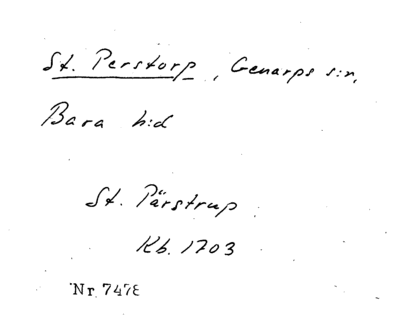 St. Perstorp, Genarps s:n,
Bara h:d
St. Pärstrup
Kb. 1703
Nr. 7478